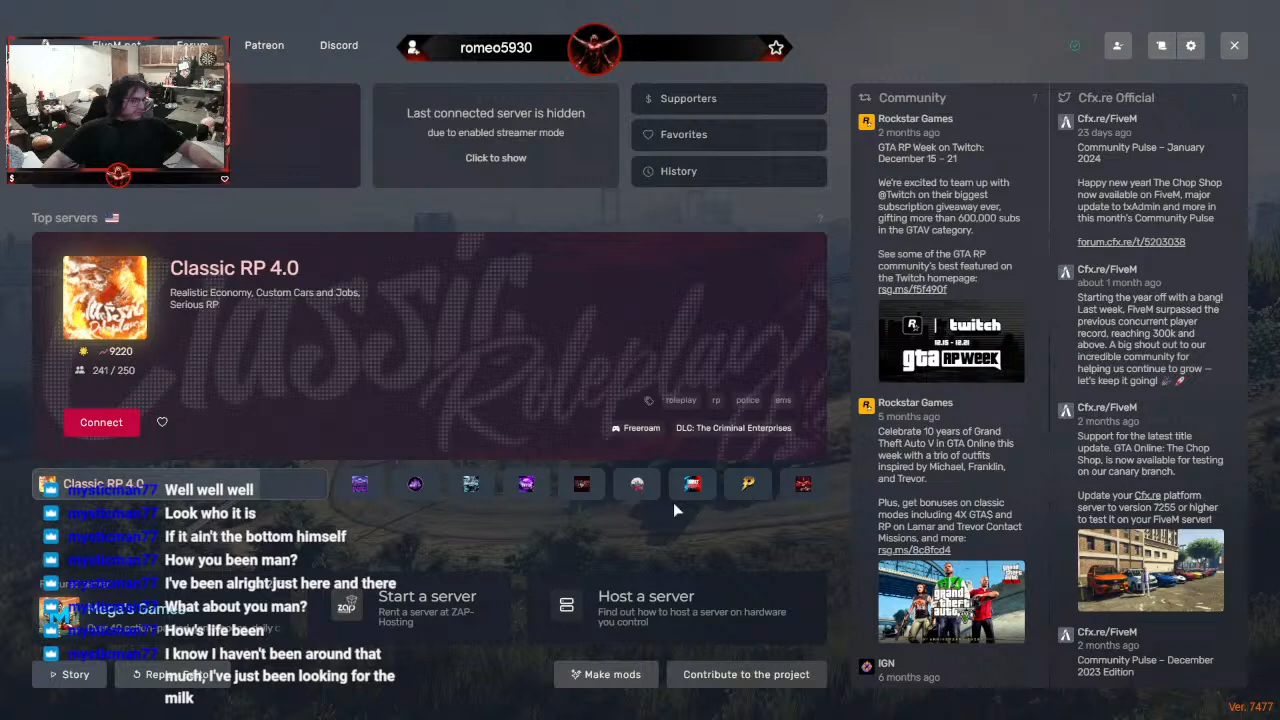 FiveM.net
Forum
Patreon
Discord
romeo5930
Last connected server is hidden
due to enabled streamer mode
Click to show
Supporters
Favorites
History
Top servers
?
Classic RP 4.0
Realistic Economy, Custom Cars and Jobs,
Serious RP
9220
241 / 250
Connect
roleplay rp police ems
Freeroam DLC: The Criminal Enterprises
Classic RP 4.0
mysticman77 Well well well
mysticman77 Look who it is
mysticman77 If it ain't the bottom himself
mysticman77 How you been man?
mysticman77 I've been alright just here and there
mysticman77 What about you man?
mysticman77 How's life been
mysticman77 I know I haven't been around that
much, I've just been looking for the
milk
Mega's Games
Start a server
Rent a server at ZAP-
Hosting
ZAP
Host a server
Find out how to host a server on hardware
you control
Story
Make mods
Contribute to the project
Community
?
Rockstar Games
2 months ago
GTA RP Week on Twitch:
December 15 – 21
We're excited to team up with
@Twitch on their biggest
subscription giveaway ever,
gifting more than 600,000 subs
in the GTAV category.
See some of the GTA RP
community's best featured on
the Twitch homepage:
rsg.ms/f5f490f
R* | twitch
12.15 - 12.21
gta RP WEEK
Rockstar Games
5 months ago
Celebrate 10 years of Grand
Theft Auto V in GTA Online this
week with a trio of outfits
inspired by Michael, Franklin,
and Trevor.
Plus, get bonuses on classic
modes including 4X GTA$ and
RP on Lamar and Trevor Contact
Missions, and more:
rsg.ms/8c8fcd4
IGN
6 months ago
Cfx.re Official
?
Cfx.re/FiveM
23 days ago
Community Pulse – January
2024
Happy new year! The Chop Shop
now available on FiveM, major
update to txAdmin and more in
this month's Community Pulse
forum.cfx.re/t/5203038
Cfx.re/FiveM
about 1 month ago
Starting the year off with a bang!
Last week, FiveM surpassed the
previous concurrent player
record, reaching 300k and
above. A big shout out to our
incredible community for
helping us continue to grow —
let's keep it going! 🎉 🚀
Cfx.re/FiveM
2 months ago
Support for the latest title
update, GTA Online: The Chop
Shop, is now available for testing
on our canary branch.
Update your Cfx.re platform
server to version 7255 or higher
to test it on your FiveM server!
Cfx.re/FiveM
2 months ago
Community Pulse – December
2023 Edition
Ver. 7477